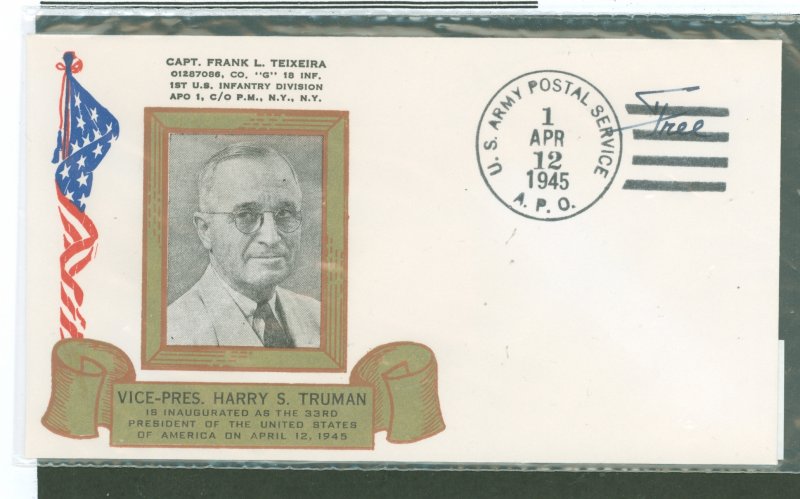 CAPT. FRANK L. TEIXEIRA
01287086, CO. "G" 18 INF.
1ST U.S. INFANTRY DIVISION
APO 1, C/O P.M., N.Y., N.Y.
U. S. ARMY POSTAL SERVICE
1
APR
12
1945
A. P. O.
Free
VICE-PRES. HARRY S. TRUMAN
IS INAUGURATED AS THE 33RD
PRESIDENT OF THE UNITED STATES
OF AMERICA ON APRIL 12, 1945